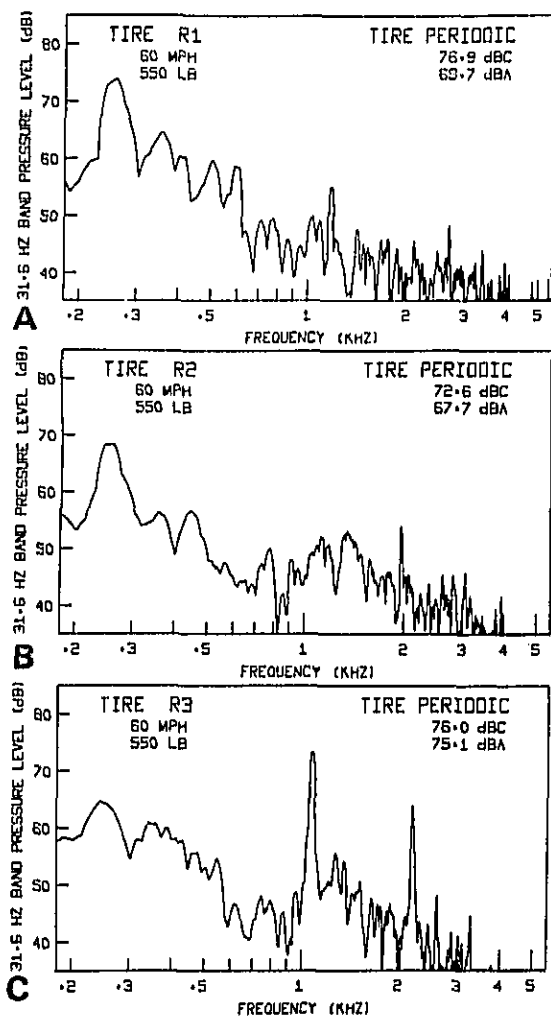 31.6 HZ BAND PRESSURE LEVEL (dB)
80
70
60
50
40
TIRE R1
60 MPH
550 LB
TIRE PERIODIC
76.9 dBC
69.7 dBA
.2 .3 .5 1 2 3 4 5
FREQUENCY (KHZ)
A
31.6 HZ BAND PRESSURE LEVEL (dB)
80
70
60
50
40
TIRE R2
60 MPH
550 LB
TIRE PERIODIC
72.6 dBC
67.7 dBA
.2 .3 .5 1 2 3 4 5
FREQUENCY (KHZ)
B
31.6 HZ BAND PRESSURE LEVEL (dB)
80
70
60
50
40
TIRE R3
60 MPH
550 LB
TIRE PERIODIC
76.0 dBC
75.1 dBA
.2 .3 .5 1 2 3 4 5
FREQUENCY (KHZ)
C